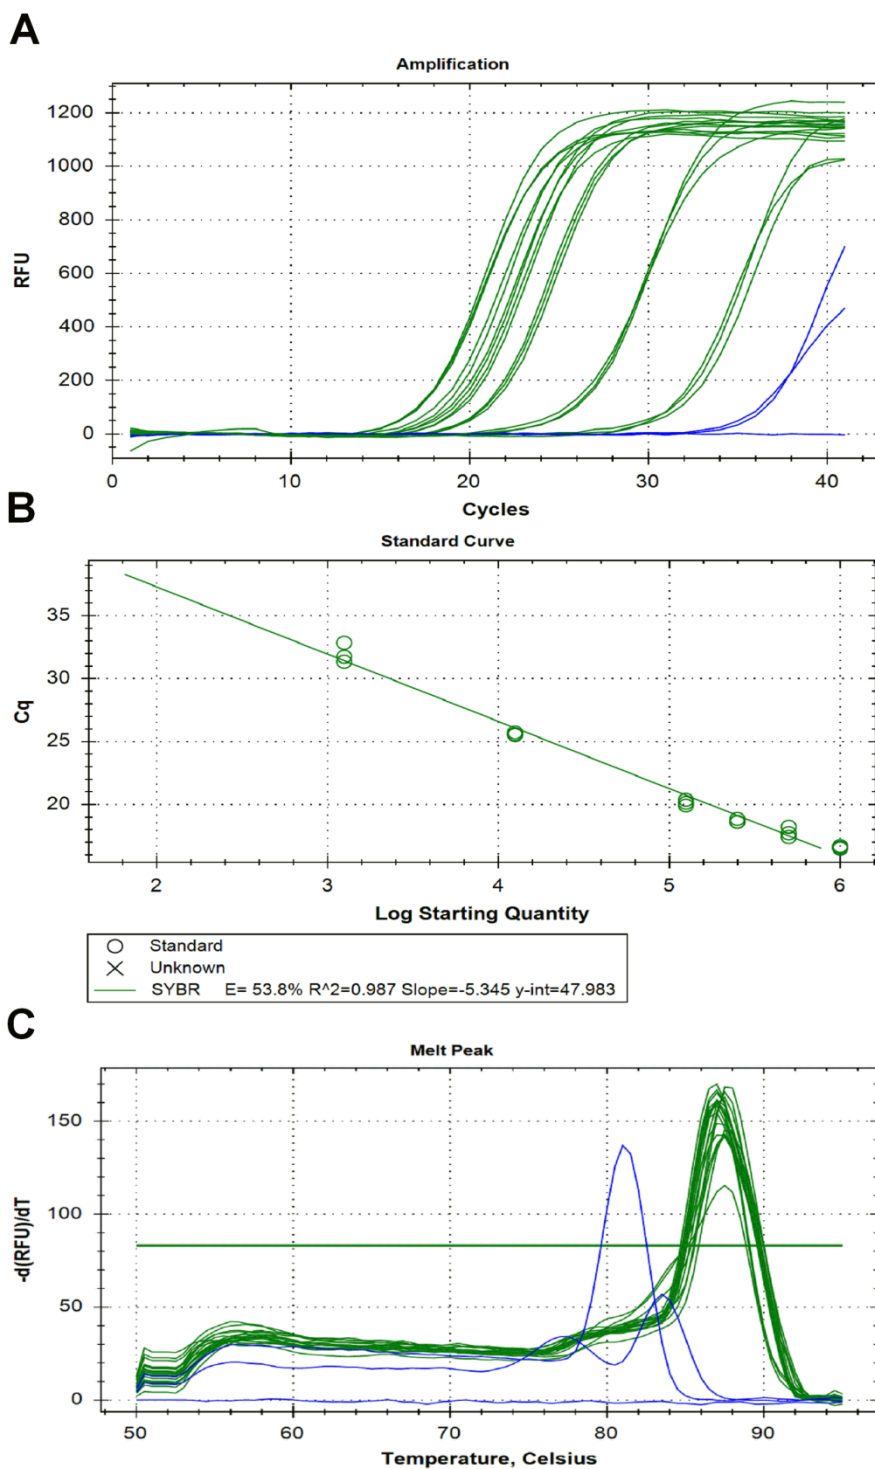 A
Amplification
1200
1000
800
600
400
200
0
RFU
0 10 20 30 40
Cycles
B
Standard Curve
35
30
25
20
Cq
2 3 4 5 6
Log Starting Quantity
Standard
Unknown
SYBR E= 53.8% R^2=0.987 Slope=-5.345 y-int=47.983
C
Melt Peak
150
100
50
0
-d(RFU)/dT
50 60 70 80 90
Temperature, Celsius